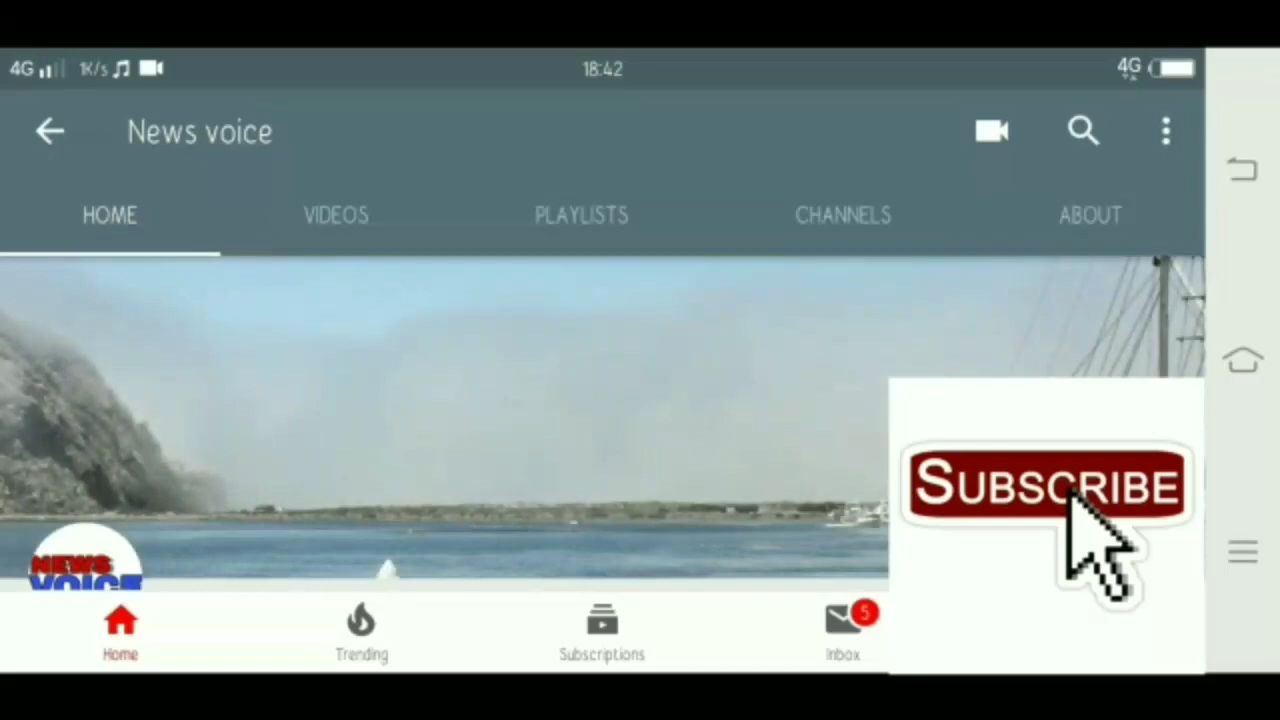 4G 1K/s 18:42 4G
News voice
HOME VIDEOS PLAYLISTS CHANNELS ABOUT
SUBSCRIBE
NEWS
VOICE
5
Home Trending Subscriptions Inbox